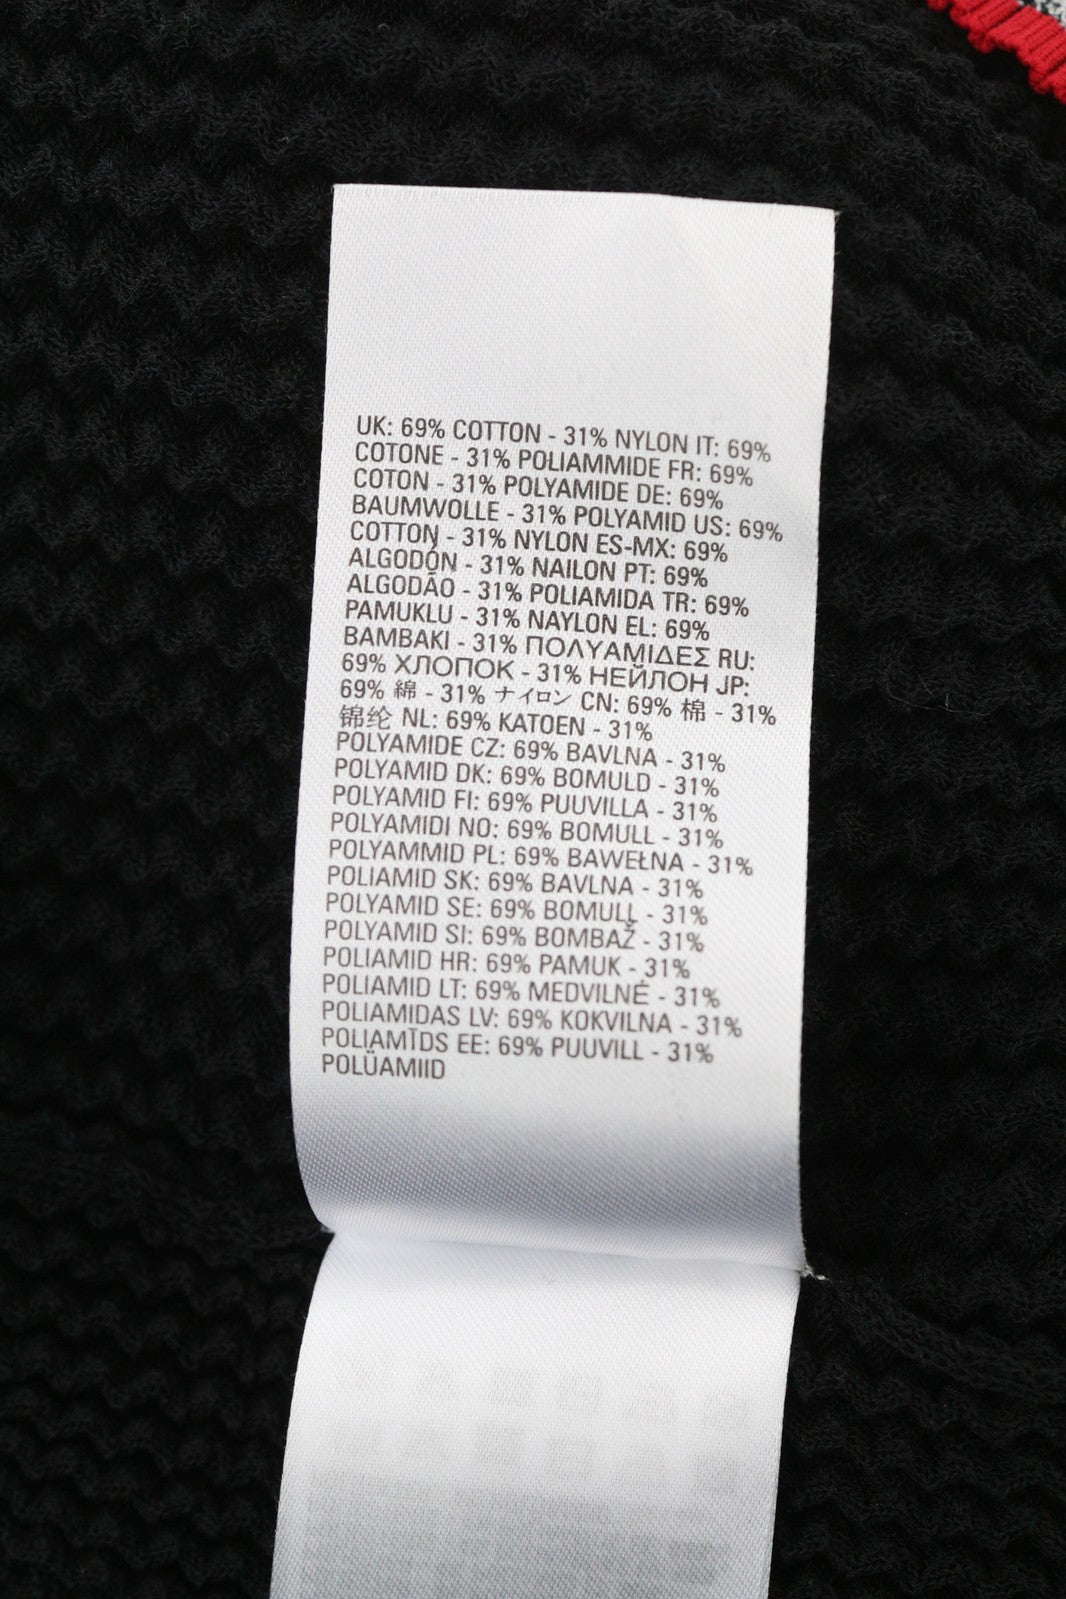 UK: 69% COTTON - 31% NYLON IT: 69%
COTONE - 31% POLIAMMIDE FR: 69%
COTON - 31% POLYAMIDE DE: 69%
BAUMWOLLE - 31% POLYAMID US: 69%
COTTON - 31% NYLON ES-MX: 69%
ALGODÓN - 31% NAILON PT: 69%
ALGODÃO - 31% POLIAMIDA TR: 69%
PAMUKLU - 31% NAYLON EL: 69%
ΒΑΜΒΑΚΙ - 31% ΠΟΛΥΑΜΙΔΕΣ RU:
69% ХЛОПОК - 31% НЕЙЛОН JP:
69% 綿 - 31% ナイロン CN: 69% 棉 - 31%
锦纶 NL: 69% KATOEN - 31%
POLYAMIDE CZ: 69% BAVLNA - 31%
POLYAMID DK: 69% BOMULD - 31%
POLYAMID FI: 69% PUUVILLA - 31%
POLYAMIDI NO: 69% BOMULL - 31%
POLYAMMID PL: 69% BAWEŁNA - 31%
POLIAMID SK: 69% BAVLNA - 31%
POLYAMID SE: 69% BOMULL - 31%
POLYAMID SI: 69% BOMBAŽ - 31%
POLIAMID HR: 69% PAMUK - 31%
POLIAMID LT: 69% MEDVILNĖ - 31%
POLIAMIDAS LV: 69% KOKVILNA - 31%
POLIAMĪDS EE: 69% PUUVILL - 31%
POLÜAMIID